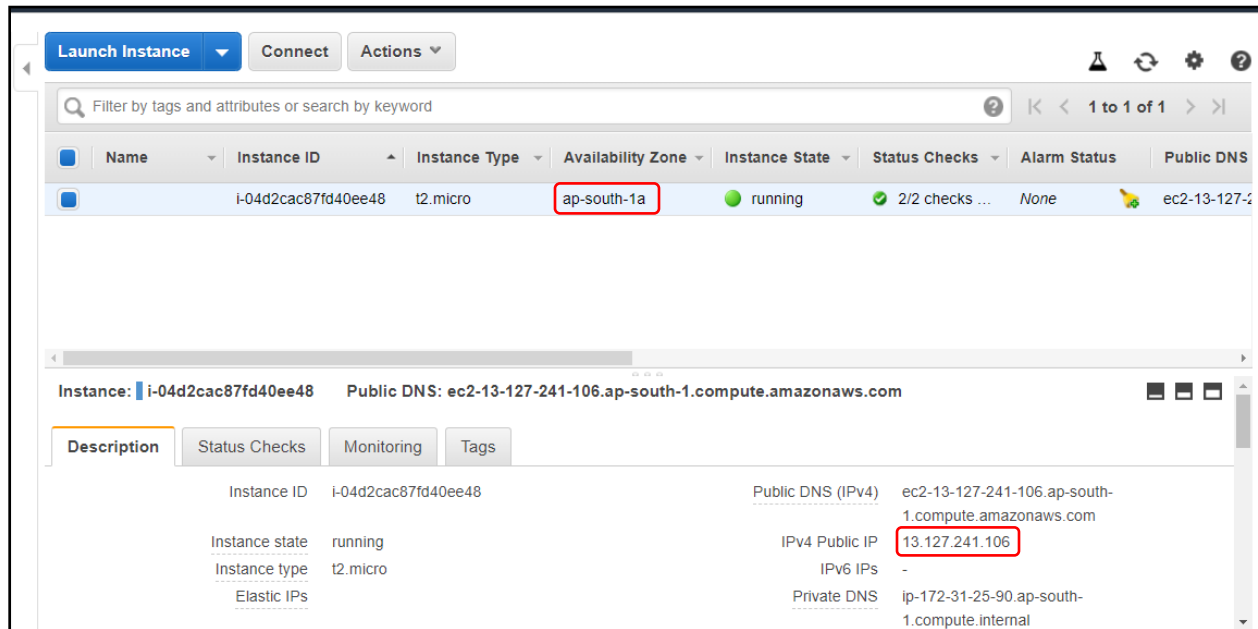 Launch Instance Connect Actions
Filter by tags and attributes or search by keyword 1 to 1 of 1
Name Instance ID Instance Type Availability Zone Instance State Status Checks Alarm Status Public DNS
i-04d2cac87fd40ee48 t2.micro ap-south-1a running 2/2 checks ... None ec2-13-127-2
Instance: i-04d2cac87fd40ee48 Public DNS: ec2-13-127-241-106.ap-south-1.compute.amazonaws.com
Description Status Checks Monitoring Tags
Instance ID i-04d2cac87fd40ee48 Public DNS (IPv4) ec2-13-127-241-106.ap-south-
1.compute.amazonaws.com
Instance state running IPv4 Public IP 13.127.241.106
Instance type t2.micro IPv6 IPs -
Elastic IPs Private DNS ip-172-31-25-90.ap-south-
1.compute.internal